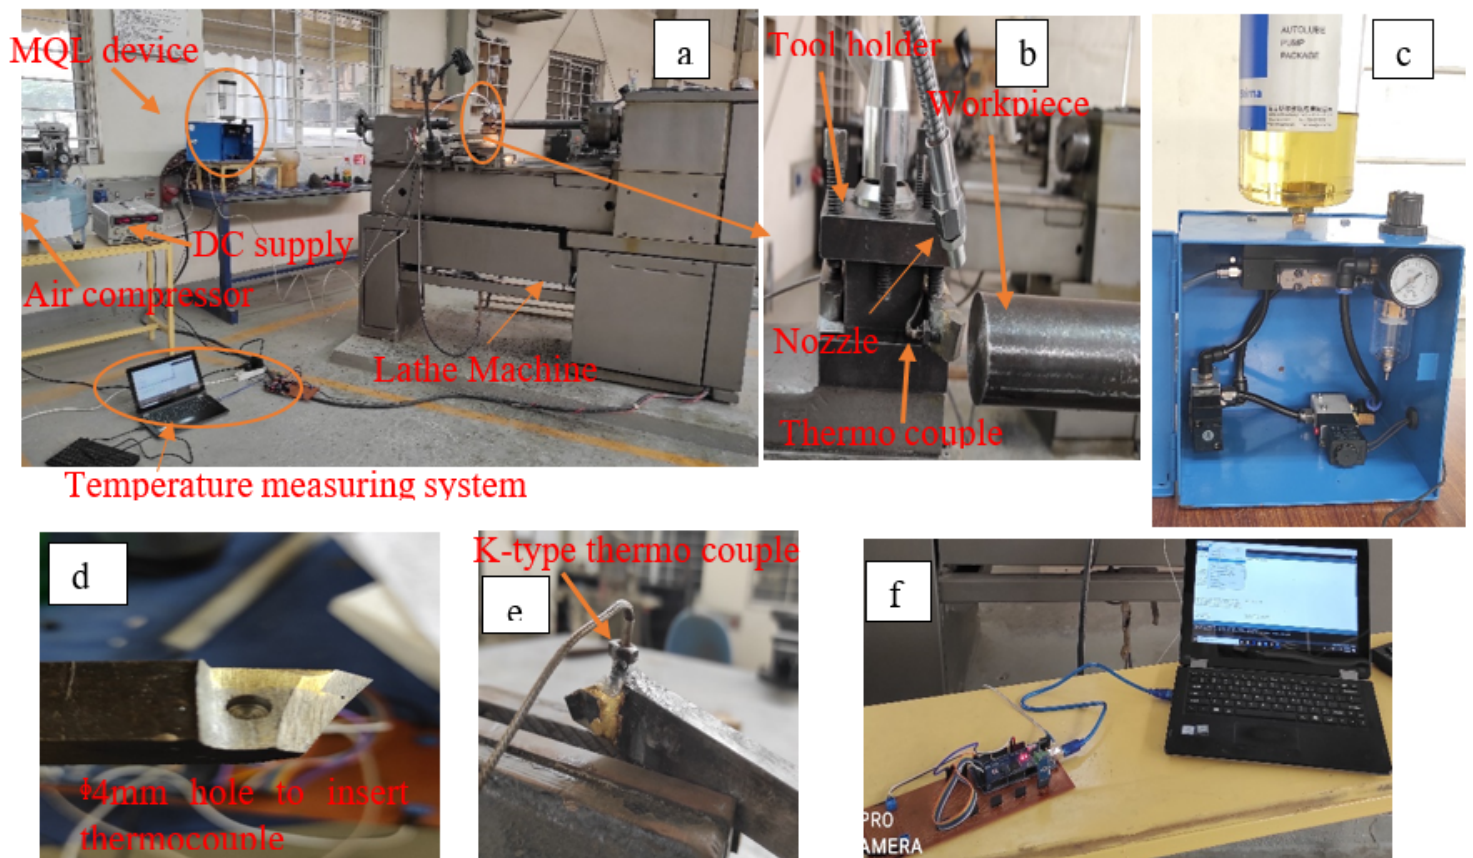 a
MQL device
DC supply
Air compressor
Lathe Machine
Temperature measuring system
b
Tool holder
Workpiece
Nozzle
Thermo couple
c
AUTOLUBE
PUMP
PACKAGE
d
ϕ4mm hole to insert
thermocouple
K-type thermo couple
e
f
PRO
AMERA